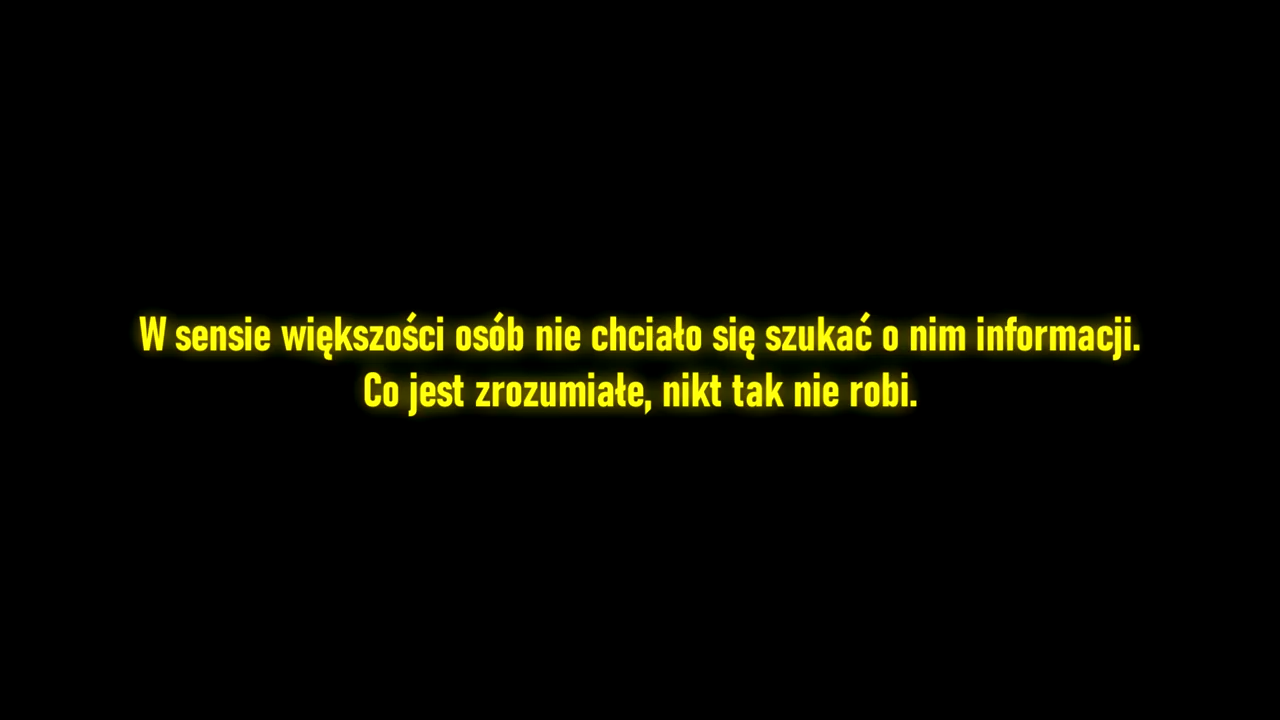 W sensie większości osób nie chciało się szukać o nim informacji.
Co jest zrozumiałe, nikt tak nie robi.